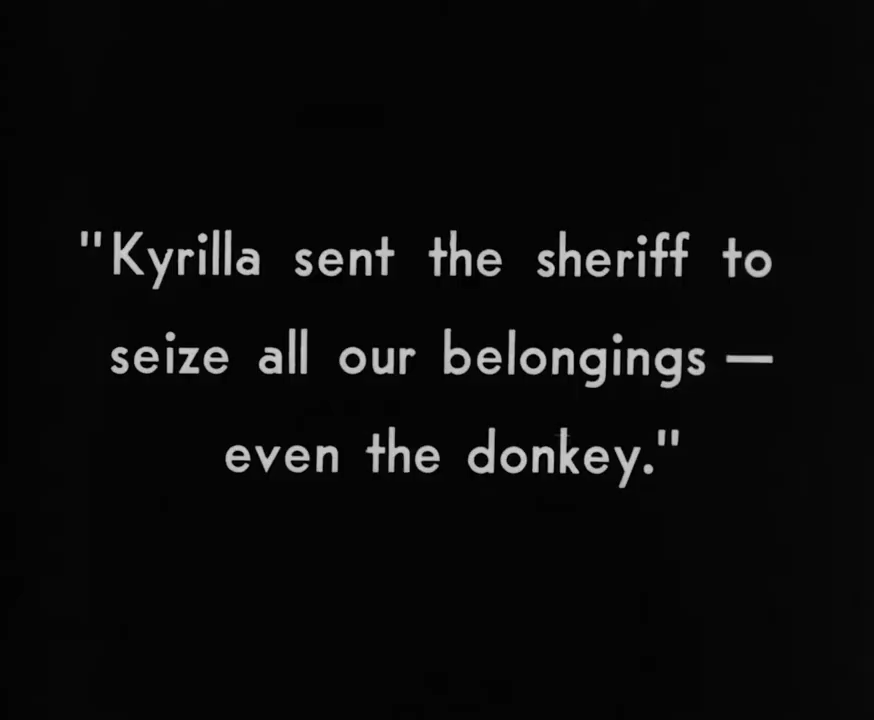 "Kyrilla sent the sheriff to
seize all our belongings —
even the donkey."